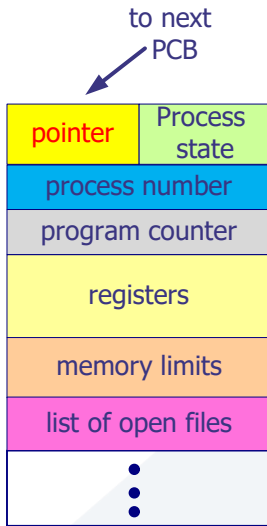 to next
PCB
pointer
Process
state
process number
program counter
registers
memory limits
list of open files